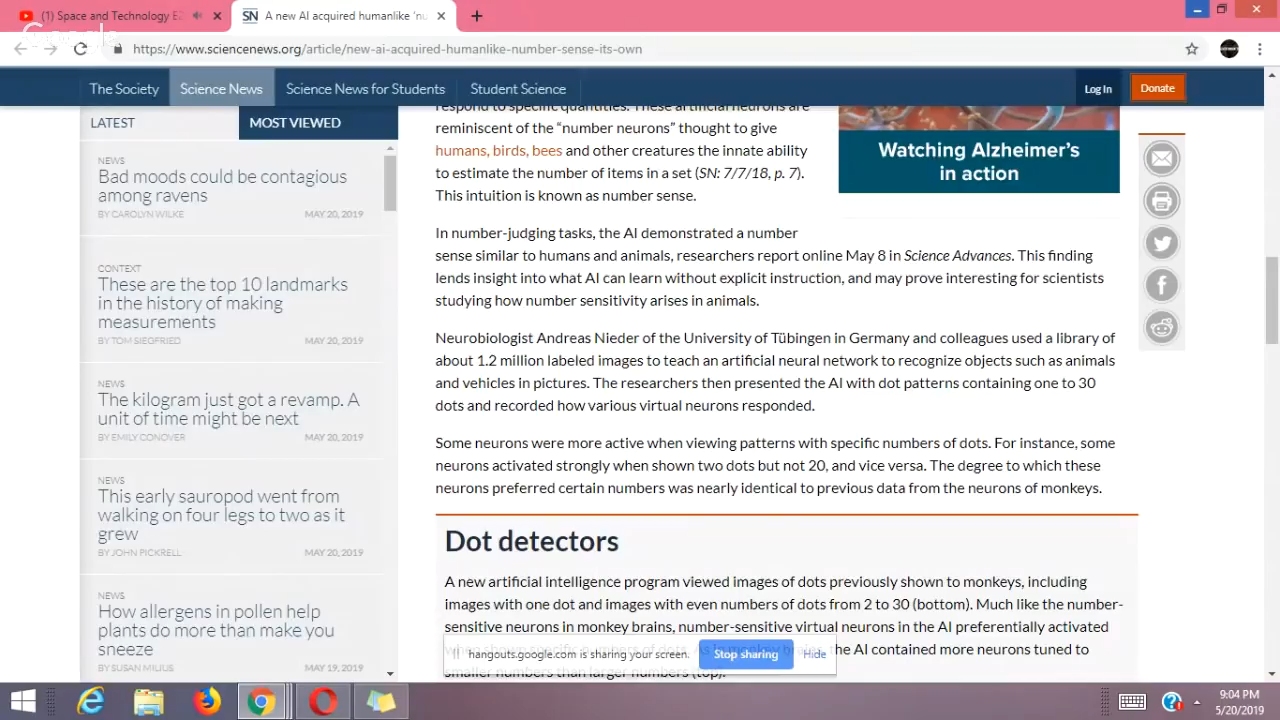 (1) Space and Technology E
A new AI acquired humanlike 'nu
https://www.sciencenews.org/article/new-ai-acquired-humanlike-number-sense-its-own
The Society
Science News
Science News for Students
Student Science
Log In
Donate
LATEST
MOST VIEWED
NEWS
Bad moods could be contagious
among ravens
BY CAROLYN WILKE
MAY 20, 2019
CONTEXT
These are the top 10 landmarks
in the history of making
measurements
BY TOM SIEGFRIED
MAY 20, 2019
NEWS
The kilogram just got a revamp. A
unit of time might be next
BY EMILY CONOVER
MAY 20, 2019
NEWS
This early sauropod went from
walking on four legs to two as it
grew
BY JOHN PICKRELL
MAY 20, 2019
NEWS
How allergens in pollen help
plants do more than make you
sneeze
BY SUSAN MILIUS
MAY 19, 2019
respond to specific quantities. These artificial neurons are
reminiscent of the “number neurons” thought to give
humans, birds, bees and other creatures the innate ability
to estimate the number of items in a set (SN: 7/7/18, p. 7).
This intuition is known as number sense.
In number-judging tasks, the AI demonstrated a number
sense similar to humans and animals, researchers report online May 8 in Science Advances. This finding
lends insight into what AI can learn without explicit instruction, and may prove interesting for scientists
studying how number sensitivity arises in animals.
Neurobiologist Andreas Nieder of the University of Tübingen in Germany and colleagues used a library of
about 1.2 million labeled images to teach an artificial neural network to recognize objects such as animals
and vehicles in pictures. The researchers then presented the AI with dot patterns containing one to 30
dots and recorded how various virtual neurons responded.
Some neurons were more active when viewing patterns with specific numbers of dots. For instance, some
neurons activated strongly when shown two dots but not 20, and vice versa. The degree to which these
neurons preferred certain numbers was nearly identical to previous data from the neurons of monkeys.
Dot detectors
A new artificial intelligence program viewed images of dots previously shown to monkeys, including
images with one dot and images with even numbers of dots from 2 to 30 (bottom). Much like the number-
sensitive neurons in monkey brains, number-sensitive virtual neurons in the AI preferentially activated
the AI contained more neurons tuned to
smaller numbers than larger numbers (top).
hangouts.google.com is sharing your screen.
Stop sharing
Hide
Watching Alzheimer's
in action
9:04 PM
5/20/2019